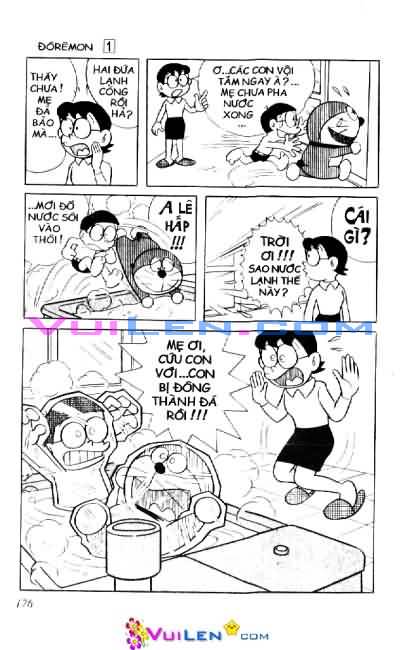 ĐÔRÊMON 1
THẤY
CHƯA!
MẸ
ĐÃ
BẢO
MÀ...
HAI ĐỨA
LẠNH
CÓNG
RỒI
HẢ?
Ơ...CÁC CON VỘI
TẮM NGAY À?...
MẸ CHƯA PHA
NƯỚC
XONG...
...MỚI ĐỔ
NƯỚC SÔI
VÀO
THÔI!
A LÊ
HẤP
!!!
TRỜI
ƠI!!!
SAO NƯỚC
LẠNH THẾ
NÀY?
CÁI
GÌ?
VUILEN.COM
MẸ ƠI,
CỨU CON
VỚI...CON
BỊ ĐÔNG
THÀNH ĐÁ
RỒI!!!
126
VUILEN.COM